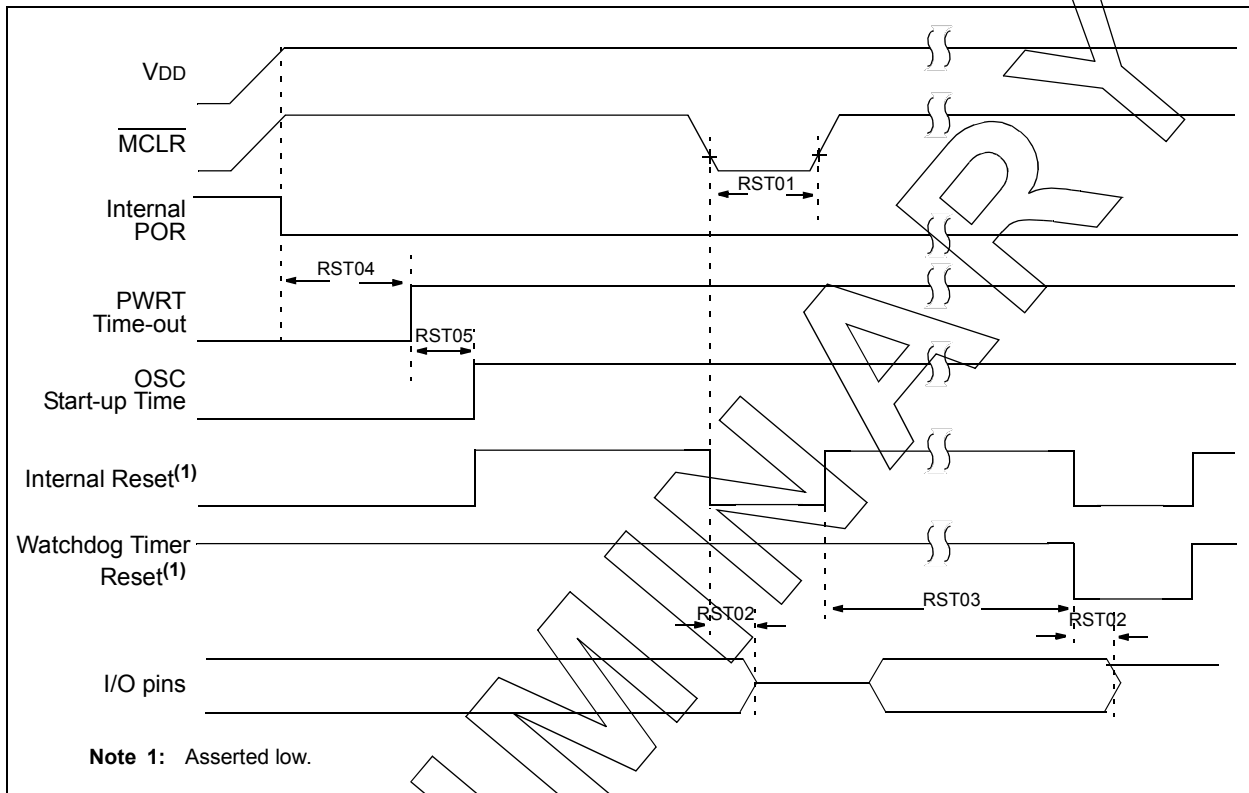 VDD
MCLR
RST01
Internal
POR
RST04
PWRT
Time-out
RST05
OSC
Start-up Time
Internal Reset(1)
Watchdog Timer
Reset(1)
RST03
RST02
RST02
I/O pins
Note 1: Asserted low.
IMINARY